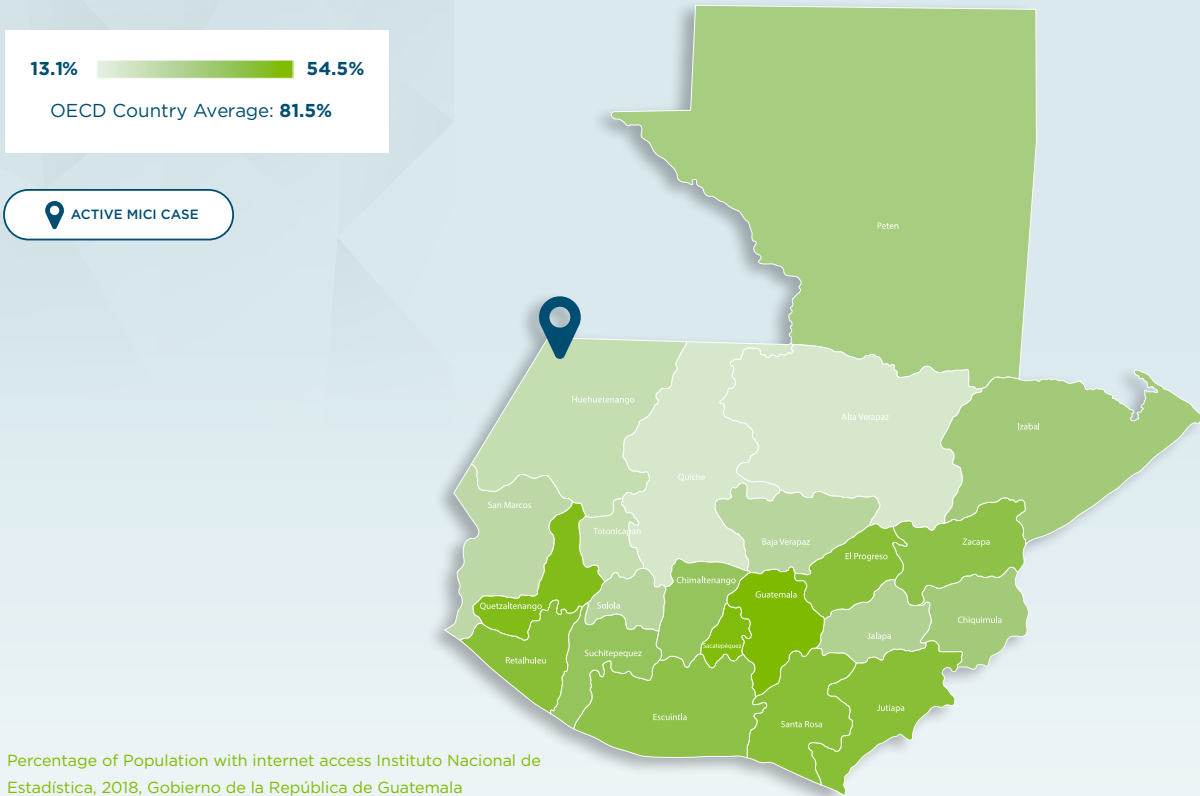 13.1% 54.5%
OECD Country Average: 81.5%
ACTIVE MICI CASE
Peten
Huehuetenango
Alta Verapaz
Izabal
Quiche
San Marcos
Totonicapan
Baja Verapaz
Zacapa
El Progreso
Chimaltenango
Guatemala
Quetzaltenango
Solola
Chiquimula
Jalapa
Sacatepéquez
Suchitepequez
Retalhuleu
Jutiapa
Escuintla
Santa Rosa
Percentage of Population with internet access Instituto Nacional de
Estadística, 2018, Gobierno de la República de Guatemala